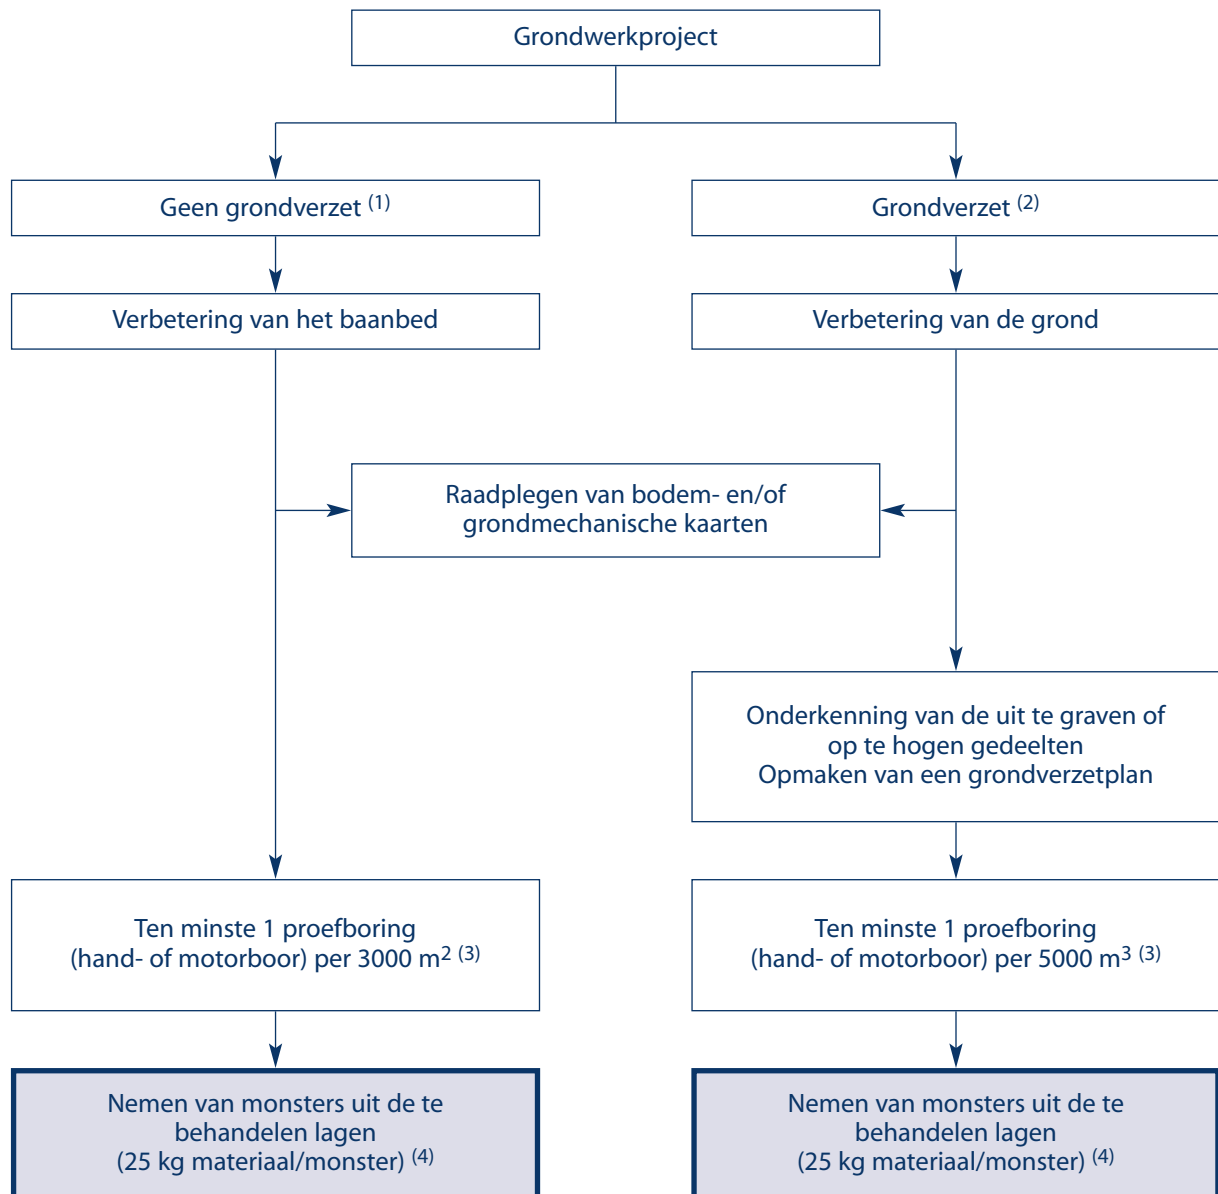 Grondwerkproject
Geen grondverzet (1)
Grondverzet (2)
Verbetering van het baanbed
Verbetering van de grond
Raadplegen van bodem- en/of
grondmechanische kaarten
Onderkenning van de uit te graven of
op te hogen gedeelten
Opmaken van een grondverzetplan
Ten minste 1 proefboring
(hand- of motorboor) per 3000 m² (3)
Ten minste 1 proefboring
(hand- of motorboor) per 5000 m³ (3)
Nemen van monsters uit de te
behandelen lagen
(25 kg materiaal/monster) (4)
Nemen van monsters uit de te
behandelen lagen
(25 kg materiaal/monster) (4)